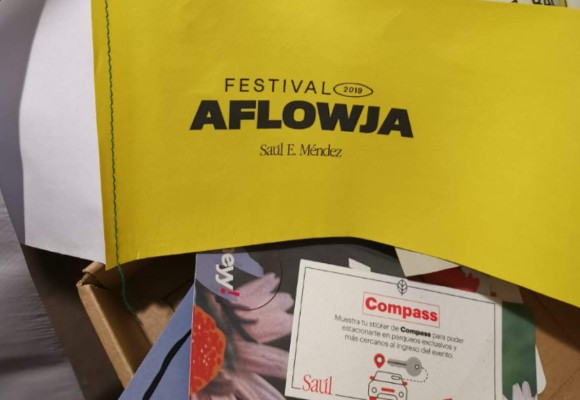 FESTIVAL 2019
AFLOWJA
Saúl E. Méndez
Compass
Muestra tu sticker de Compass para poder
estacionarte en parqueos exclusivos y
más cercanos al ingreso del evento.
Saúl